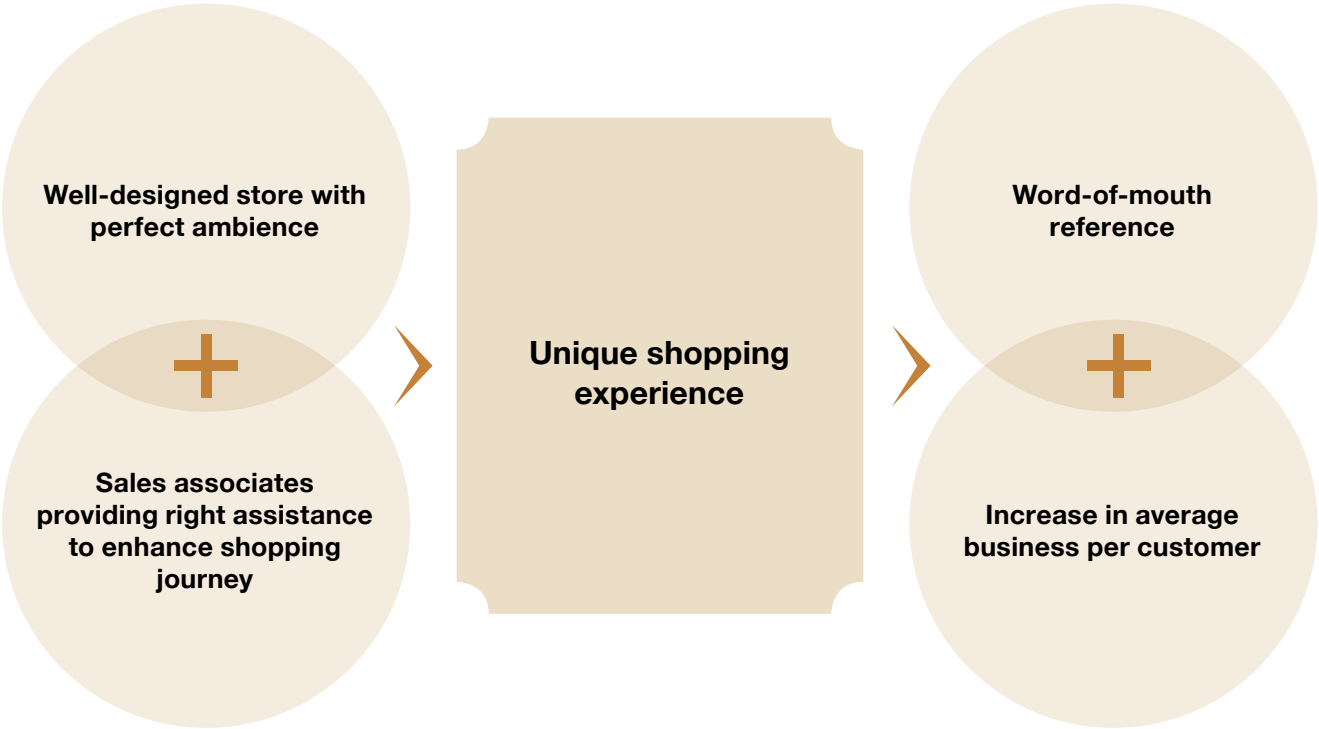 Well-designed store with
perfect ambience
Sales associates
providing right assistance
to enhance shopping
journey
Unique shopping
experience
Word-of-mouth
reference
Increase in average
business per customer